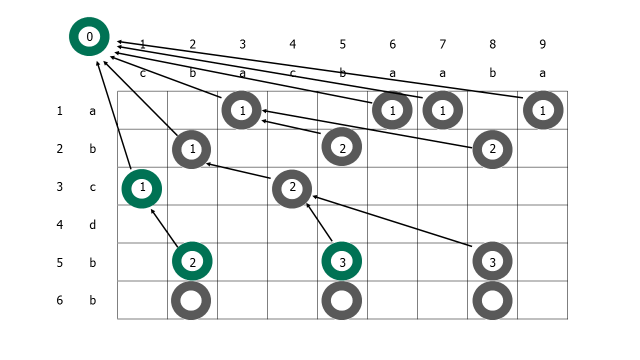 0
1 2 3 4 5 6 7 8 9
c b a c b a a b a
1 a 1 1 1 1
2 b 1 2 2
3 c 1 2
4 d
5 b 2 3 3
6 b